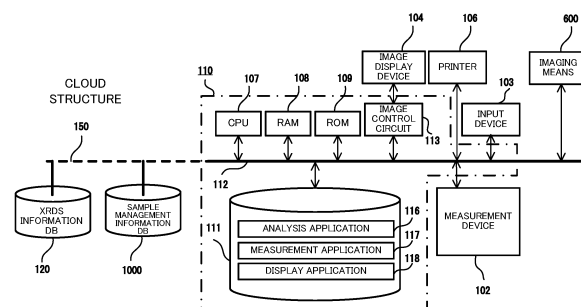 104
106
600
IMAGE
DISPLAY
DEVICE
PRINTER
IMAGING
MEANS
110
107
108
109
103
CLOUD
STRUCTURE
CPU
RAM
ROM
IMAGE
CONTROL
CIRCUIT
INPUT
DEVICE
113
150
112
XRDS
INFORMATION
DB
SAMPLE
MANAGEMENT
INFORMATION
DB
111
ANALYSIS APPLICATION
116
MEASUREMENT APPLICATION
117
DISPLAY APPLICATION
118
MEASUREMENT
DEVICE
120
1000
102